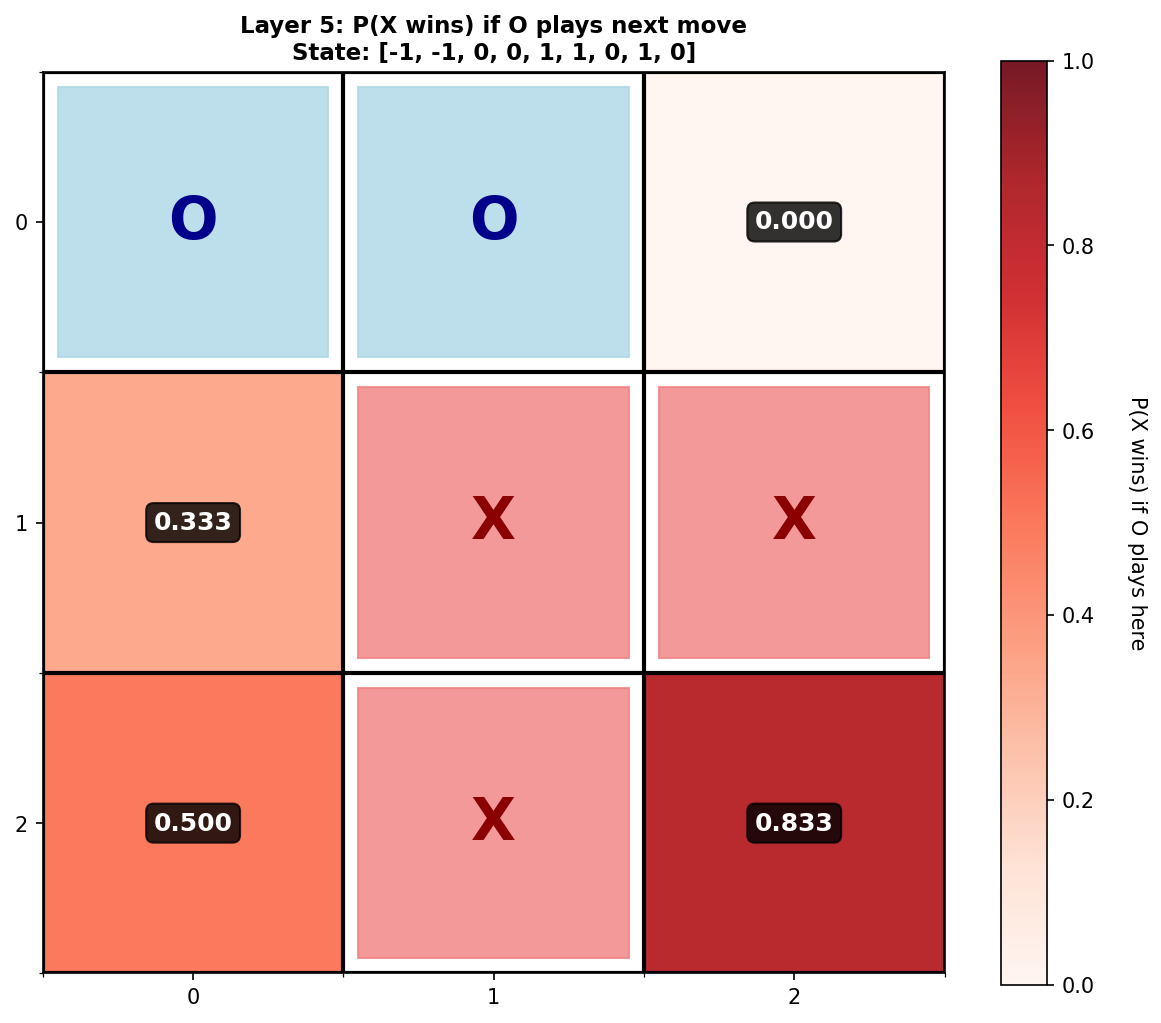 Layer 5: P(X wins) if O plays next move
State: [-1, -1, 0, 0, 1, 1, 0, 1, 0]
0
O
O
0.000
1
0.333
X
X
2
0.500
X
0.833
0
1
2
1.0
0.8
0.6
0.4
0.2
0.0
P(X wins) if O plays here